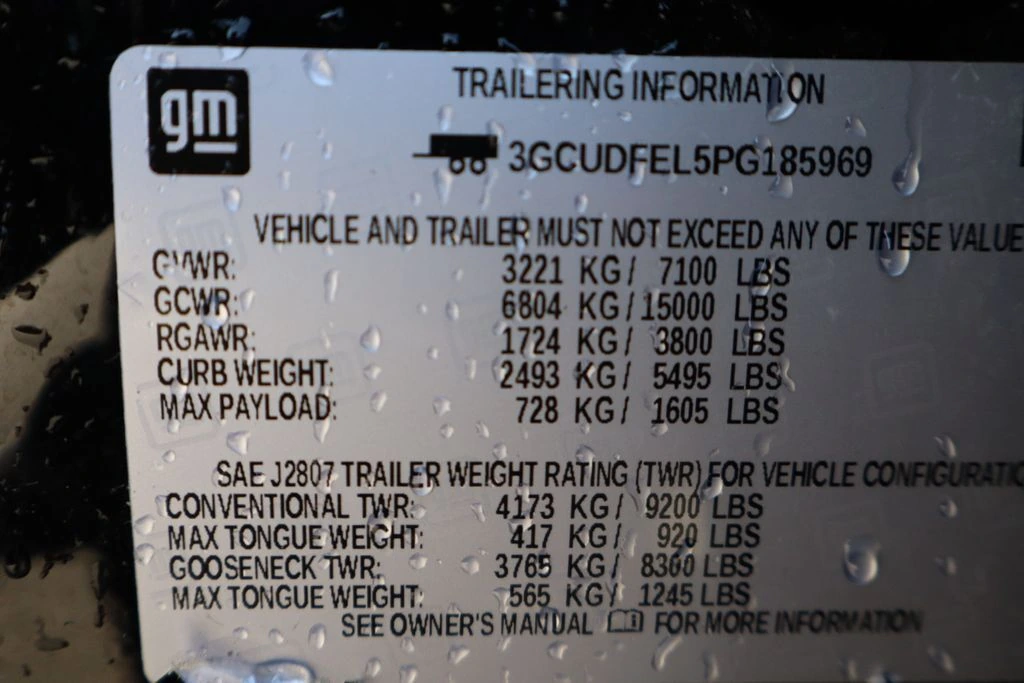 gm
TRAILERING INFORMATION
3GCUDFEL5PG185969
VEHICLE AND TRAILER MUST NOT EXCEED ANY OF THESE VALUE
GVWR: 3221 KG/ 7100 LBS
GCWR: 6804 KG/15000 LBS
RGAWR: 1724 KG/ 3800 LBS
CURB WEIGHT: 2493 KG/ 5495 LBS
MAX PAYLOAD: 728 KG/ 1605 LBS
SAE J2807 TRAILER WEIGHT RATING (TWR) FOR VEHICLE CONFIGURATIO
CONVENTIONAL TWR: 4173 KG/ 9200 LBS
MAX TONGUE WEIGHT: 417 KG/ 920 LBS
GOOSENECK TWR: 3765 KG/ 8300 LBS
MAX TONGUE WEIGHT: 565 KG/ 1245 LBS
SEE OWNER'S MANUAL FOR MORE INFORMATION